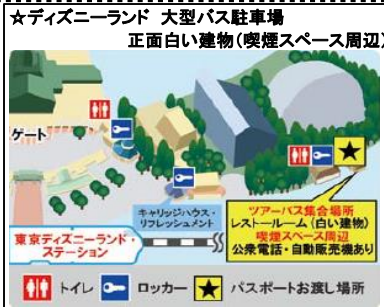 ☆ディズニーランド 大型バス駐車場
正面白い建物(喫煙スペース周辺)
ゲート
キャリッジハウス・
リフレッシュメント
東京ディズニーランド・
ステーション
ツアーバス集合場所
レストルーム(白い建物)
喫煙スペース周辺
公衆電話・自動販売機あり
トイレ ロッカー パスポートお渡し場所